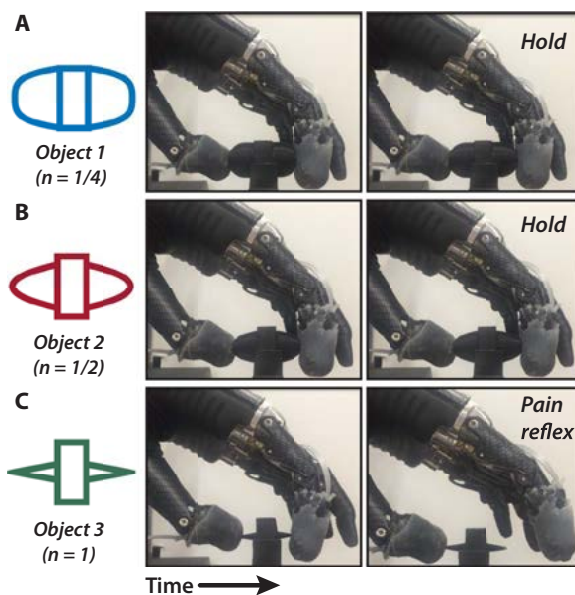 A
Hold
Object 1
(n = 1/4)
B
Hold
Object 2
(n = 1/2)
C
Pain
reflex
Object 3
(n = 1)
Time